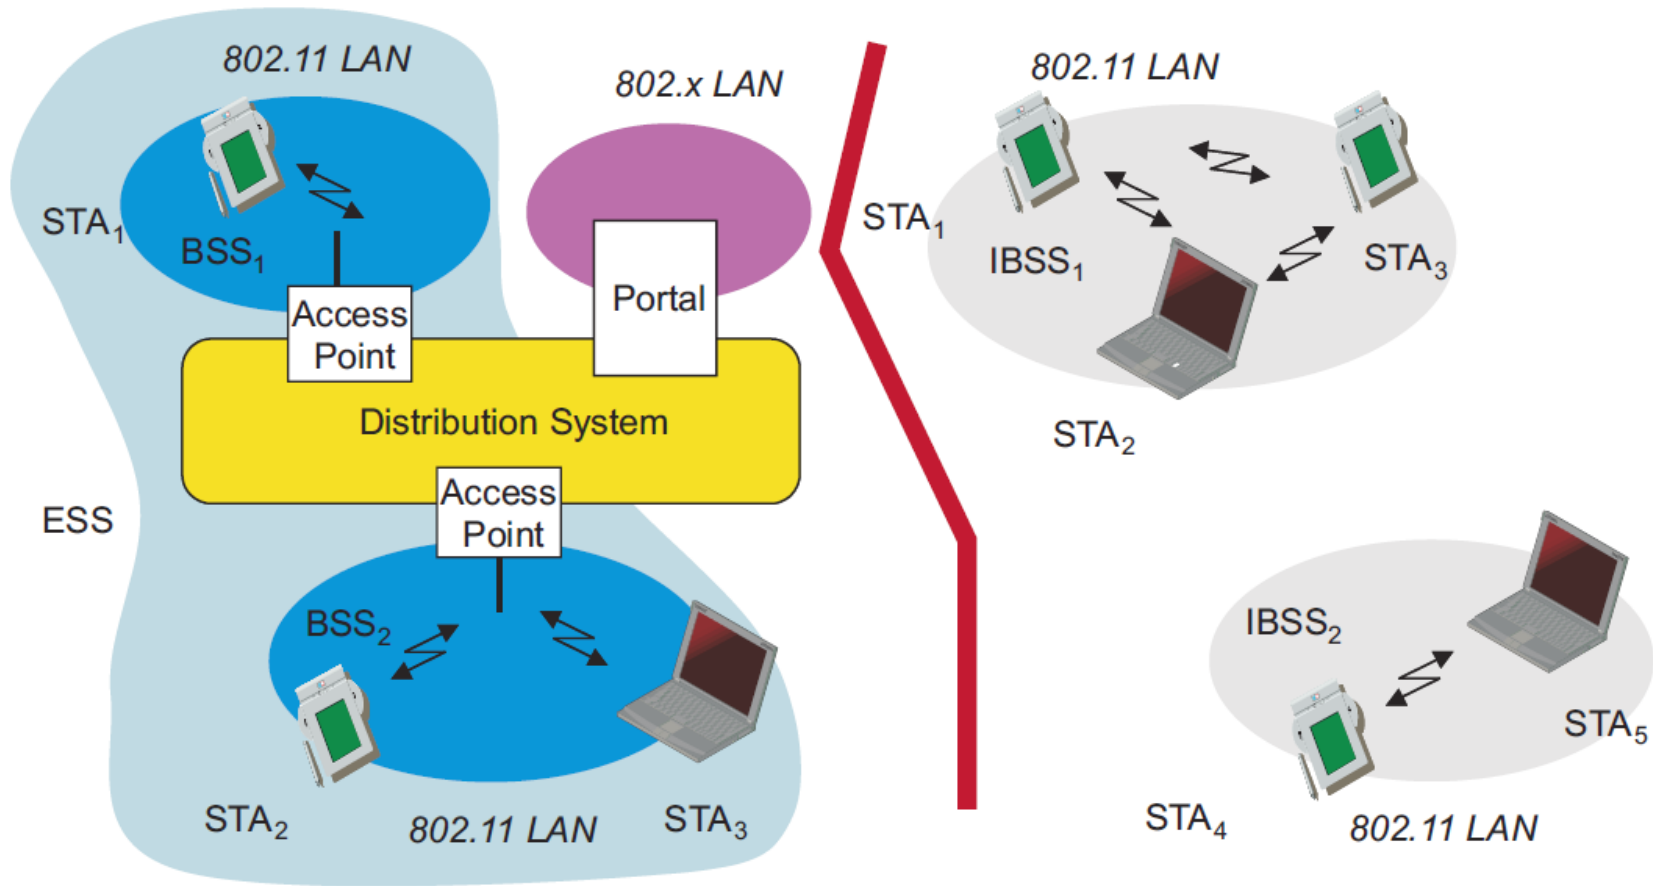 802.11 LAN
802.x LAN
STA₁
BSS₁
Access
Point
Portal
Distribution System
Access
Point
ESS
BSS₂
STA₂
802.11 LAN
STA₃
802.11 LAN
STA₁
IBSS₁
STA₃
STA₂
IBSS₂
STA₅
STA₄
802.11 LAN